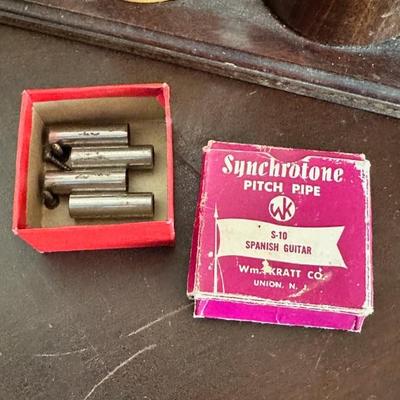 Synchrotone
PITCH PIPE
WK
S-10
SPANISH GUITAR
Wm. KRATT CO.
UNION, N. J.